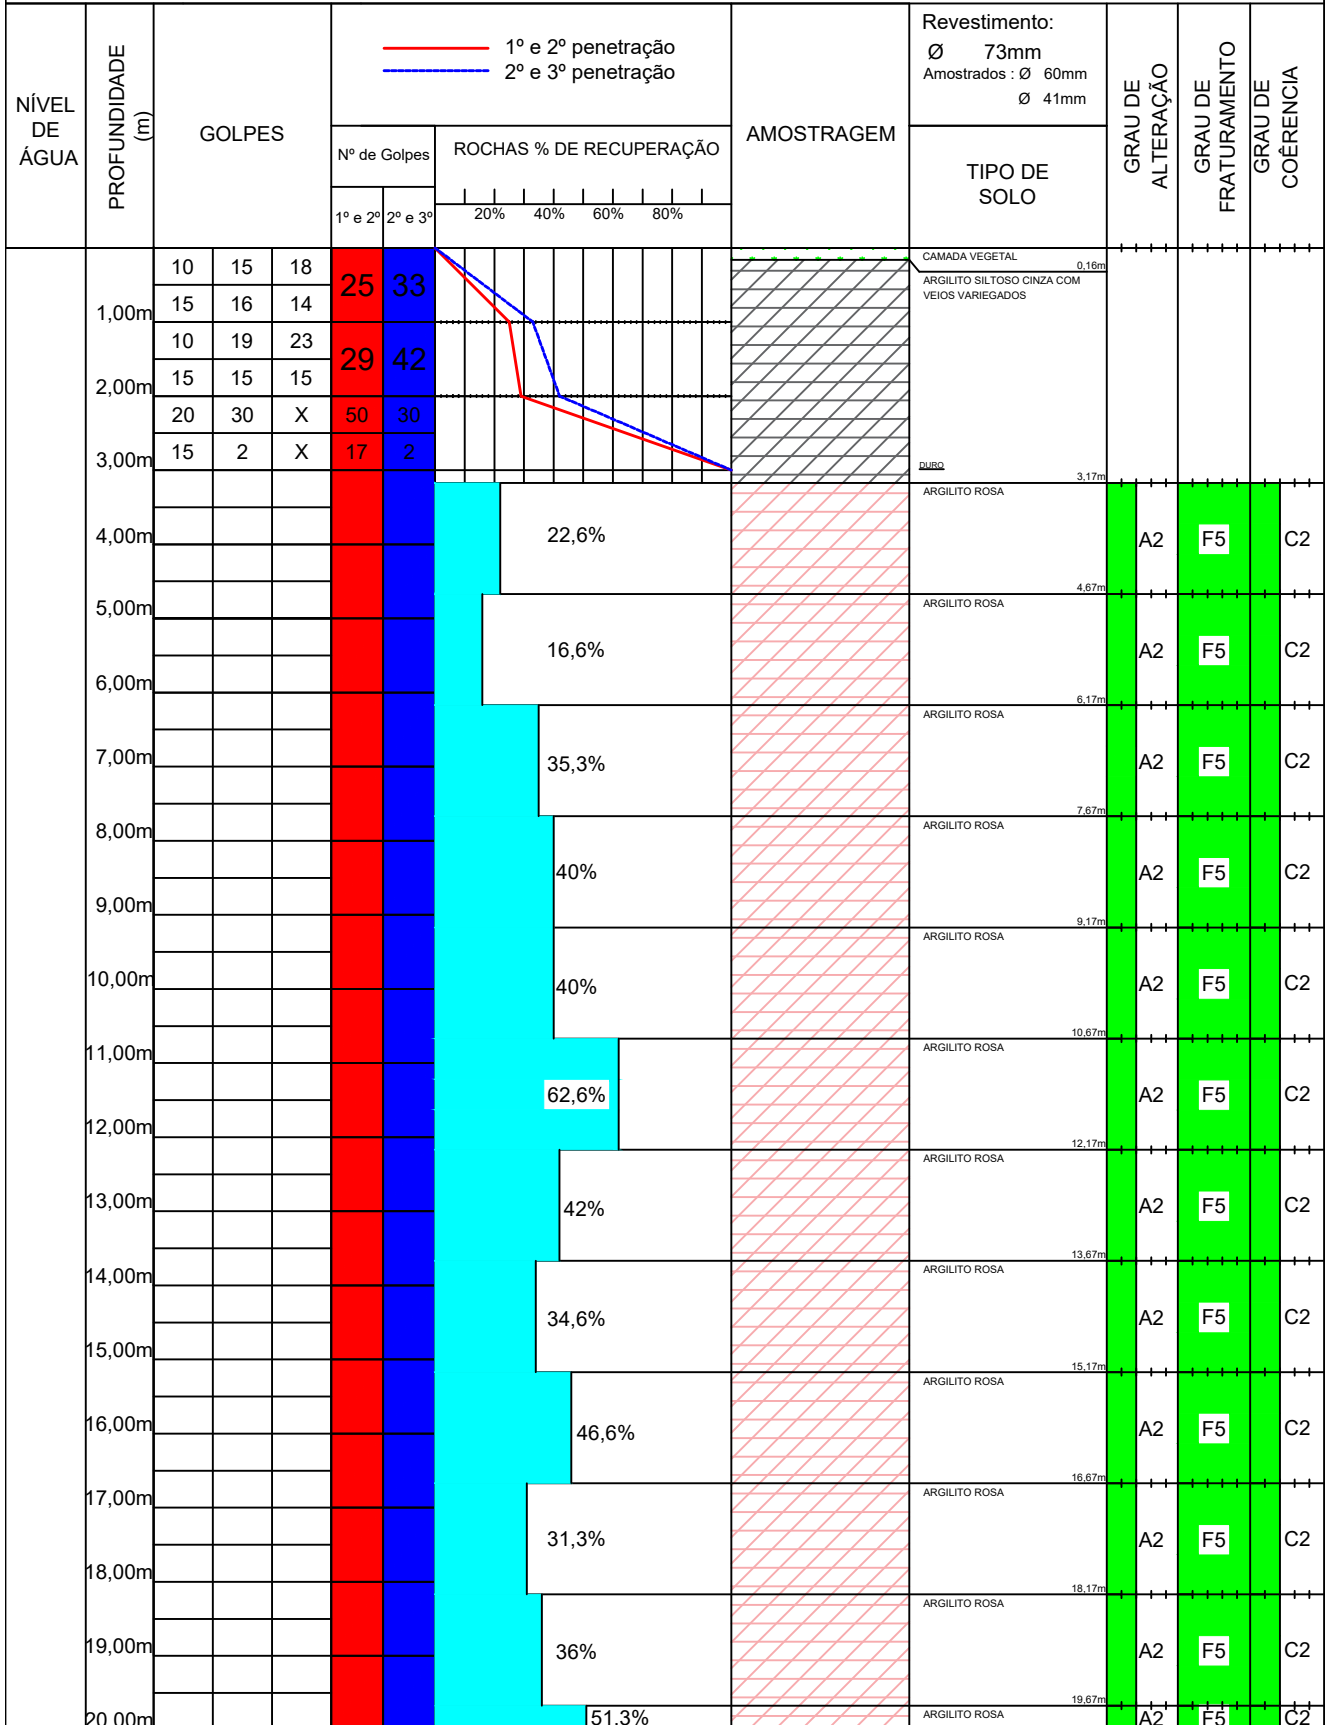 NÍVEL
DE
ÁGUA
PROFUNDIDADE
(m)
GOLPES
1º e 2º penetração
2º e 3º penetração
Nº de Golpes
1º e 2º 2º e 3º
ROCHAS % DE RECUPERAÇÃO
20% 40% 60% 80%
AMOSTRAGEM
Revestimento:
Ø 73mm
Amostrados : Ø 60mm
Ø 41mm
TIPO DE
SOLO
GRAU DE
ALTERAÇÃO
GRAU DE
FRATURAMENTO
GRAU DE
COÊRENCIA
10 15 18 25 33
CAMADA VEGETAL
0,16m
ARGILITO SILTOSO CINZA COM
VEIOS VARIEGADOS
1,00m 15 16 14
10 19 23 29 42
2,00m 15 15 15
20 30 X 50 30
3,00m 15 2 X 17 2
DURO
3,17m
ARGILITO ROSA
4,00m 22,6% A2 F5 C2
4,67m
5,00m ARGILITO ROSA
16,6% A2 F5 C2
6,00m 6,17m
ARGILITO ROSA
7,00m 35,3% A2 F5 C2
7,67m
8,00m ARGILITO ROSA
40% A2 F5 C2
9,00m 9,17m
ARGILITO ROSA
10,00m 40% A2 F5 C2
10,67m
11,00m ARGILITO ROSA
62,6% A2 F5 C2
12,00m 12,17m
ARGILITO ROSA
13,00m 42% A2 F5 C2
13,67m
14,00m ARGILITO ROSA
34,6% A2 F5 C2
15,00m 15,17m
ARGILITO ROSA
16,00m 46,6% A2 F5 C2
16,67m
17,00m ARGILITO ROSA
31,3% A2 F5 C2
18,00m 18,17m
ARGILITO ROSA
19,00m 36% A2 F5 C2
19,67m
20,00m 51,3% ARGILITO ROSA A2 F5 C2